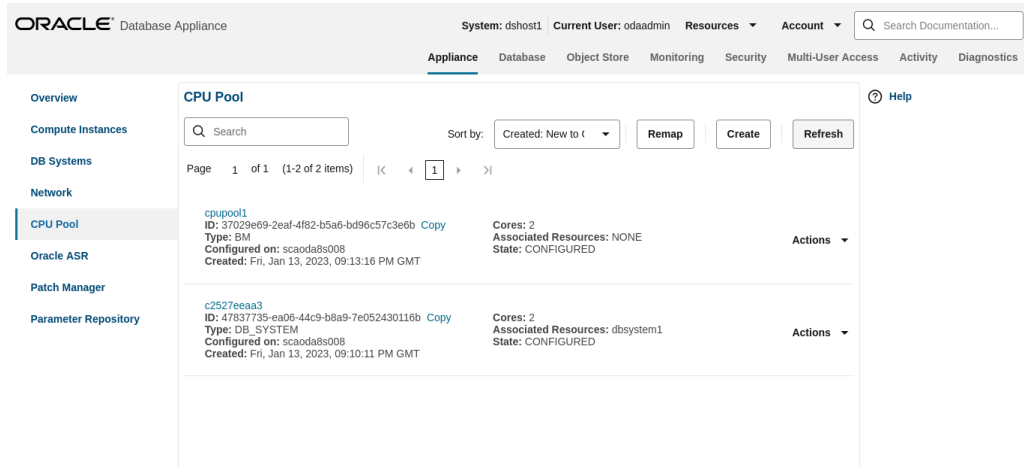 ORACLE® Database Appliance
System: dshost1 Current User: odaadmin Resources Account Search Documentation...
Appliance Database Object Store Monitoring Security Multi-User Access Activity Diagnostics
Overview
Compute Instances
DB Systems
Network
CPU Pool
Oracle ASR
Patch Manager
Parameter Repository
CPU Pool
Search
Sort by: Created: New to Remap Create Refresh
Page 1 of 1 (1-2 of 2 items) 1
cpupool1
ID: 37029e69-2eaf-4f82-b5a6-bd96c57c3e6b Copy
Type: BM
Configured on: scaoda8s008
Created: Fri, Jan 13, 2023, 09:13:16 PM GMT
Cores: 2
Associated Resources: NONE
State: CONFIGURED
Actions
c2527eeaa3
ID: 47837735-ea06-44c9-b8a9-7e052430116b Copy
Type: DB_SYSTEM
Configured on: scaoda8s008
Created: Fri, Jan 13, 2023, 09:10:11 PM GMT
Cores: 2
Associated Resources: dbsystem1
State: CONFIGURED
Actions
Help